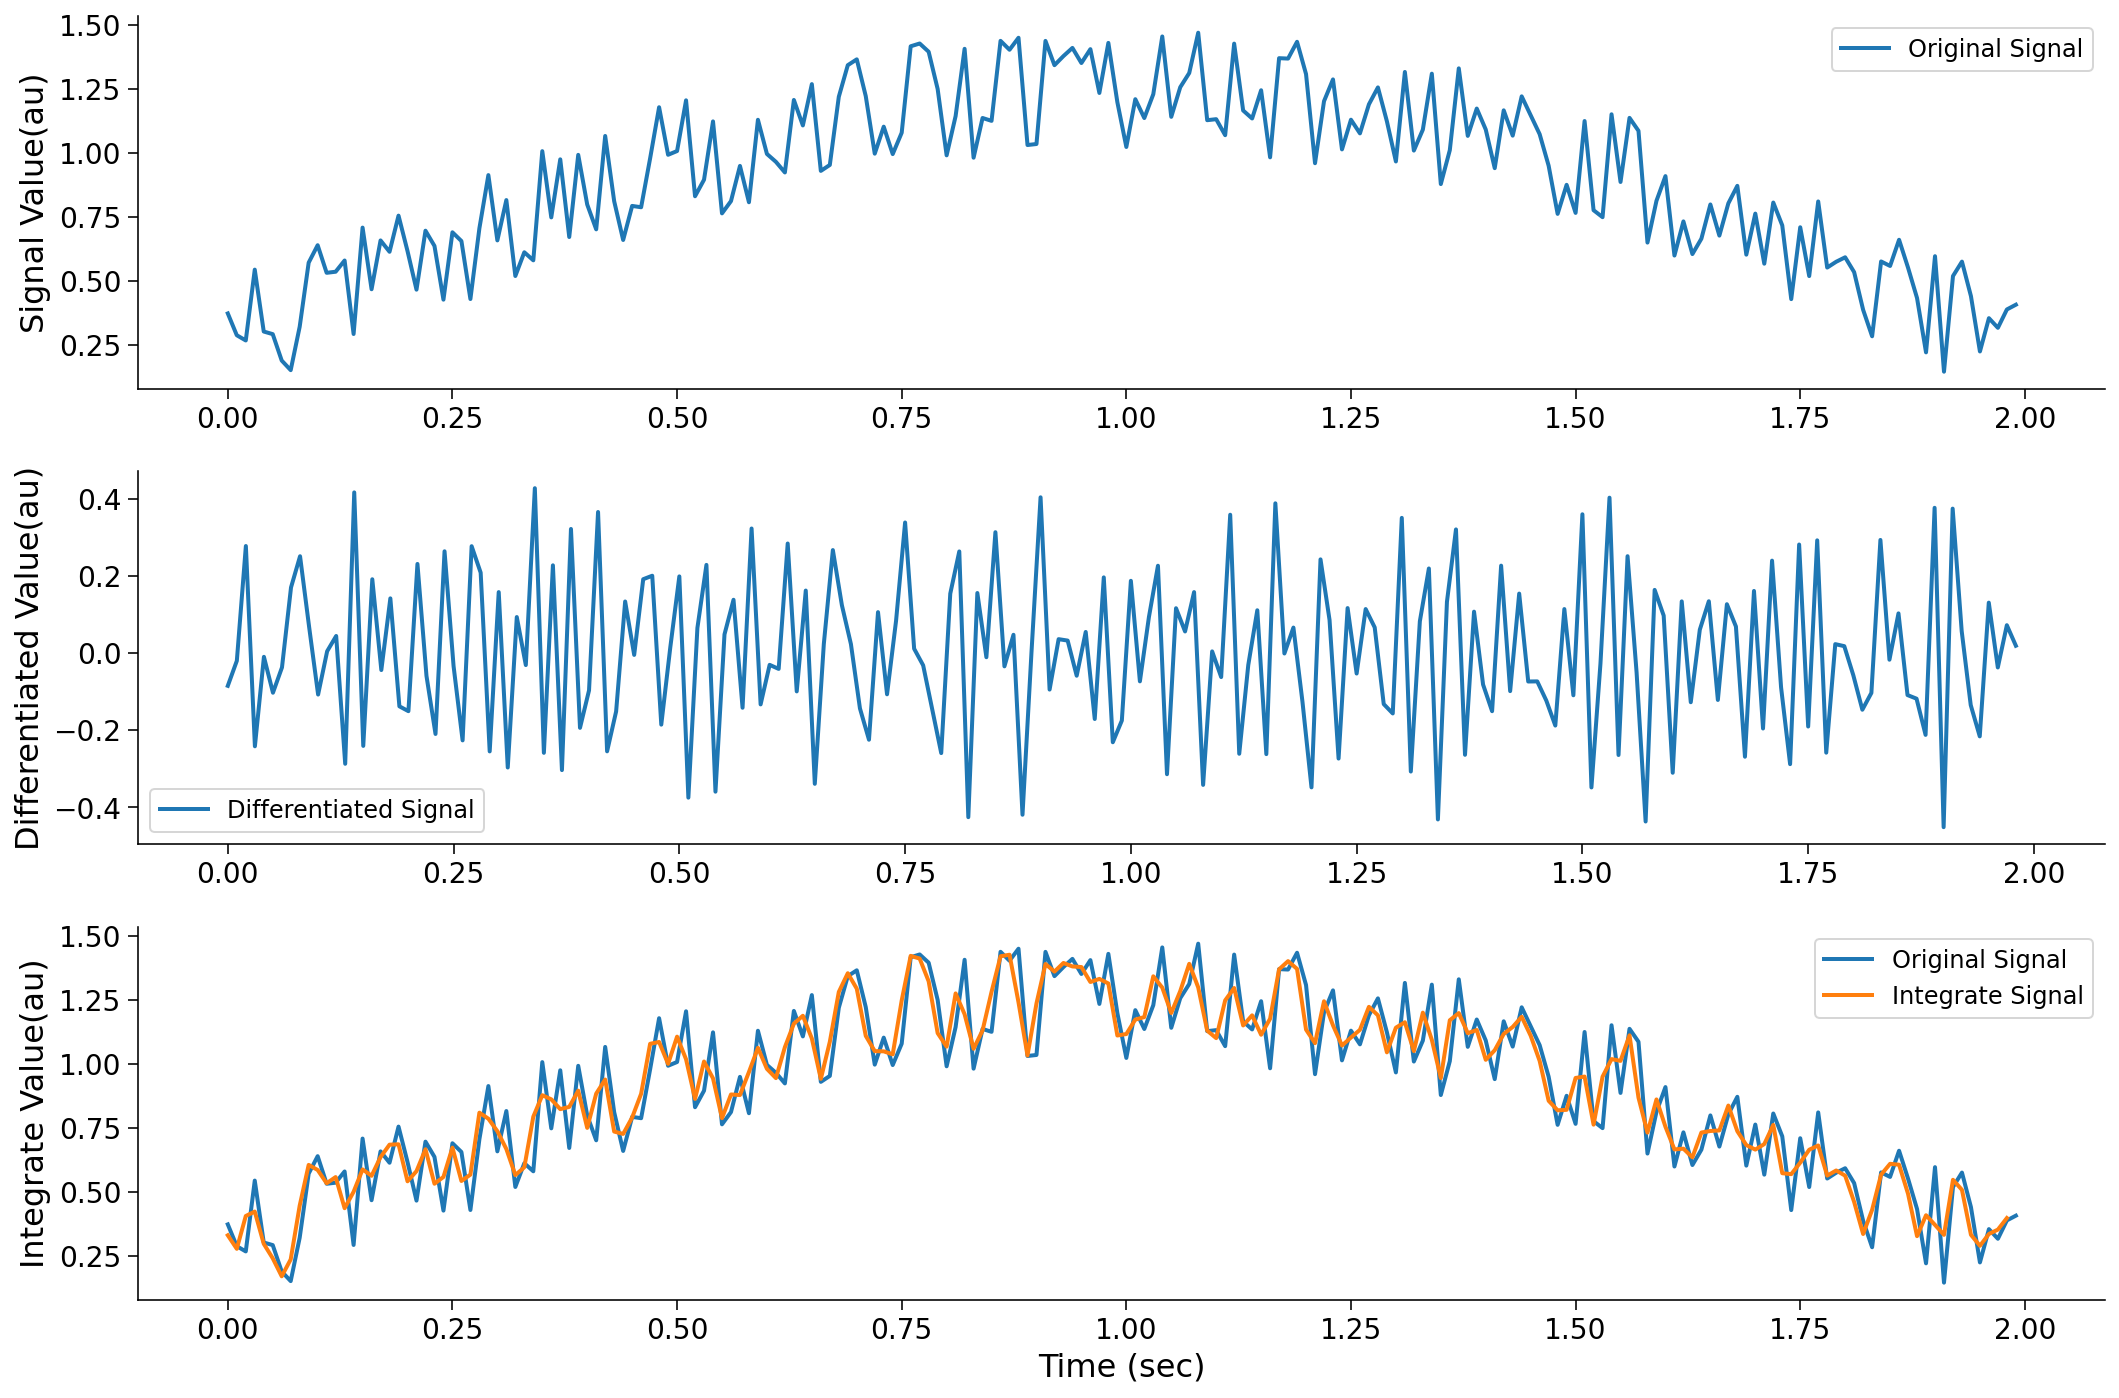 Signal Value(au)
1.50
1.25
1.00
0.75
0.50
0.25
Original Signal
0.00 0.25 0.50 0.75 1.00 1.25 1.50 1.75 2.00
Differentiated Value(au)
0.4
0.2
0.0
−0.2
−0.4
Differentiated Signal
0.00 0.25 0.50 0.75 1.00 1.25 1.50 1.75 2.00
Integrate Value(au)
1.50
1.25
1.00
0.75
0.50
0.25
Original Signal
Integrate Signal
0.00 0.25 0.50 0.75 1.00 1.25 1.50 1.75 2.00
Time (sec)